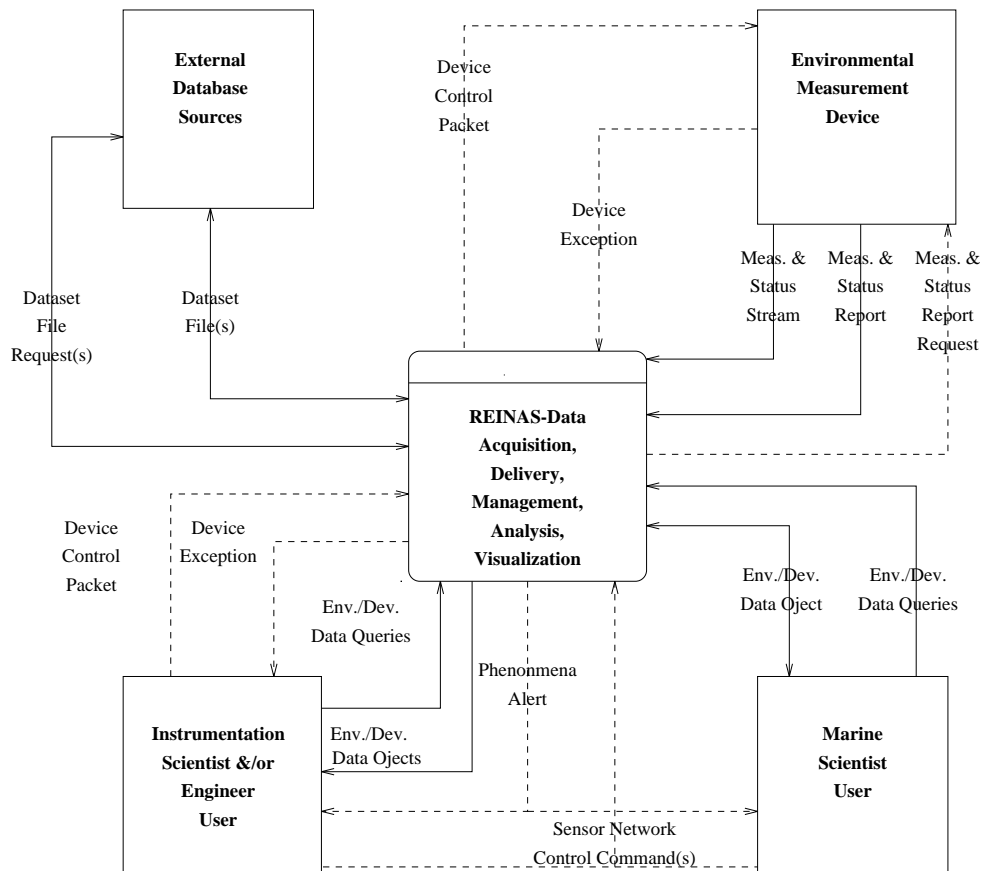 External
Database
Sources
Device
Control
Packet
Environmental
Measurement
Device
Device
Exception
Meas. &
Status
Stream
Meas. &
Status
Report
Meas. &
Status
Report
Request
Dataset
File
Request(s)
Dataset
File(s)
REINAS-Data
Acquisition,
Delivery,
Management,
Analysis,
Visualization
Device
Control
Packet
Device
Exception
Env./Dev.
Data Queries
Env./Dev.
Data Oject
Env./Dev.
Data Queries
Phenonmena
Alert
Instrumentation
Scientist &/or
Engineer
User
Env./Dev.
Data Ojects
Marine
Scientist
User
Sensor Network
Control Command(s)